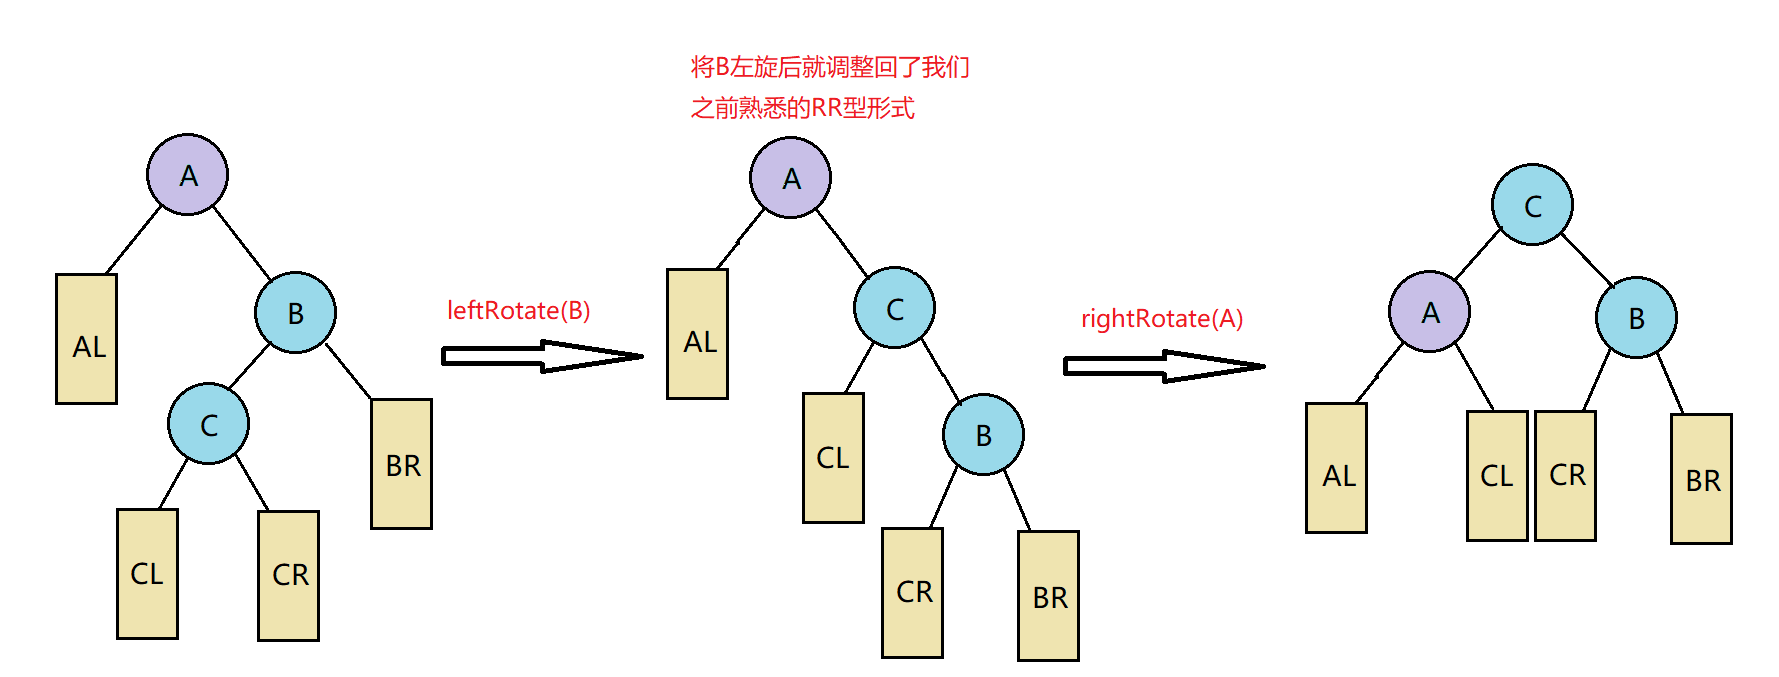 将B左旋后就调整回了我们
之前熟悉的RR型形式
A
AL
B
C
BR
CL
CR
leftRotate(B)
A
AL
C
CL
B
CR
BR
rightRotate(A)
C
A
B
AL
CL
CR
BR